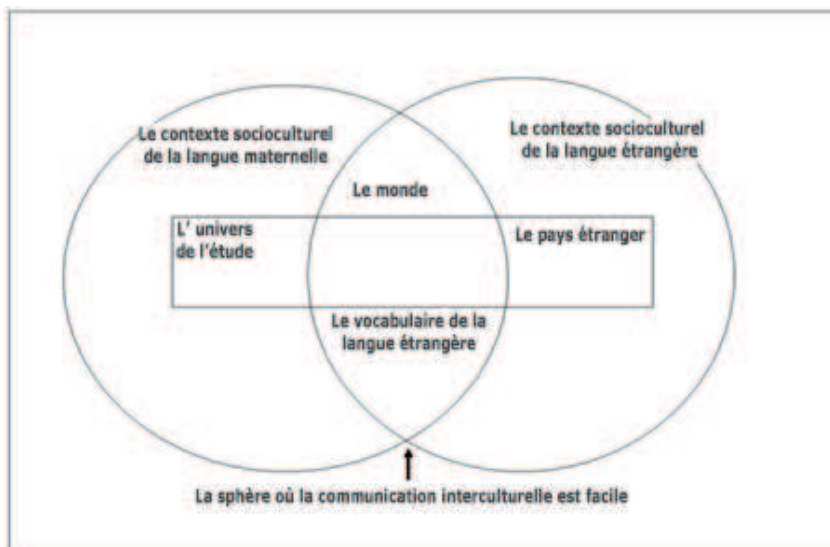 Le contexte socioculturel
de la langue maternelle
Le contexte socioculturel
de la langue étrangère
Le monde
L' univers
de l'étude
Le pays étranger
Le vocabulaire de la
langue étrangère
La sphère où la communication interculturelle est facile